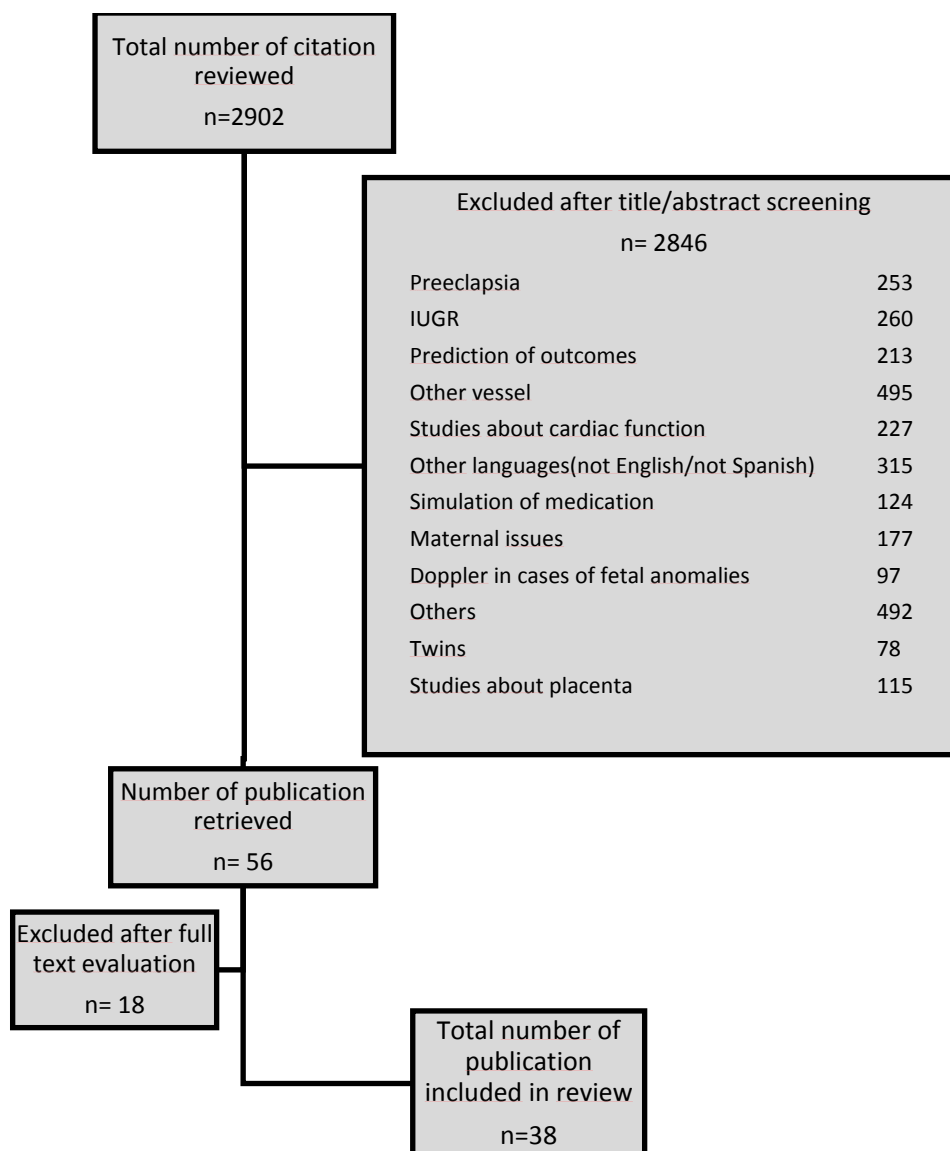 Total number of citation
reviewed
n=2902
Excluded after title/abstract screening
n= 2846
Preeclapsia 253
IUGR 260
Prediction of outcomes 213
Other vessel 495
Studies about cardiac function 227
Other languages(not English/not Spanish) 315
Simulation of medication 124
Maternal issues 177
Doppler in cases of fetal anomalies 97
Others 492
Twins 78
Studies about placenta 115
Number of publication
retrieved
n= 56
Excluded after full
text evaluation
n= 18
Total number of
publication
included in review
n=38